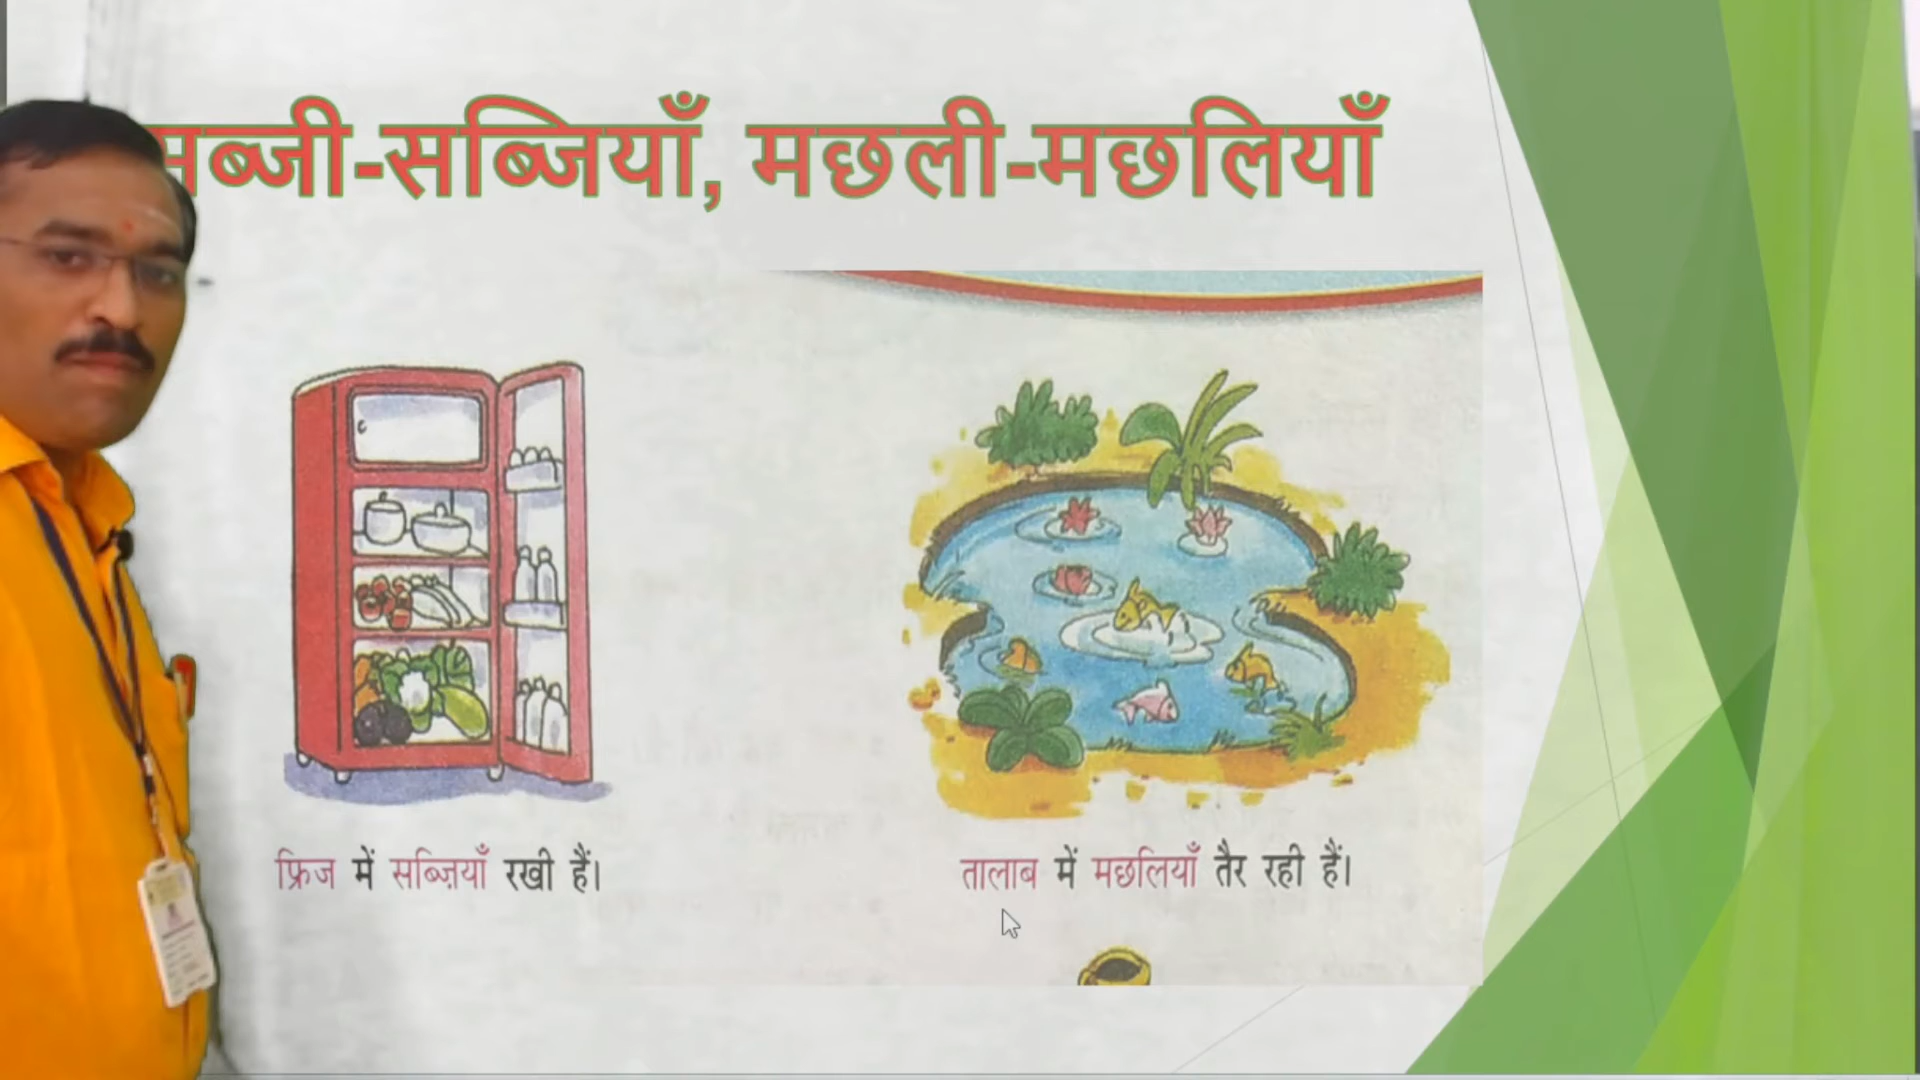 सब्जी-सब्जियाँ, मछली-मछलियाँ
फ्रिज में सब्ज़ियाँ रखी हैं।
तालाब में मछलियाँ तैर रही हैं।